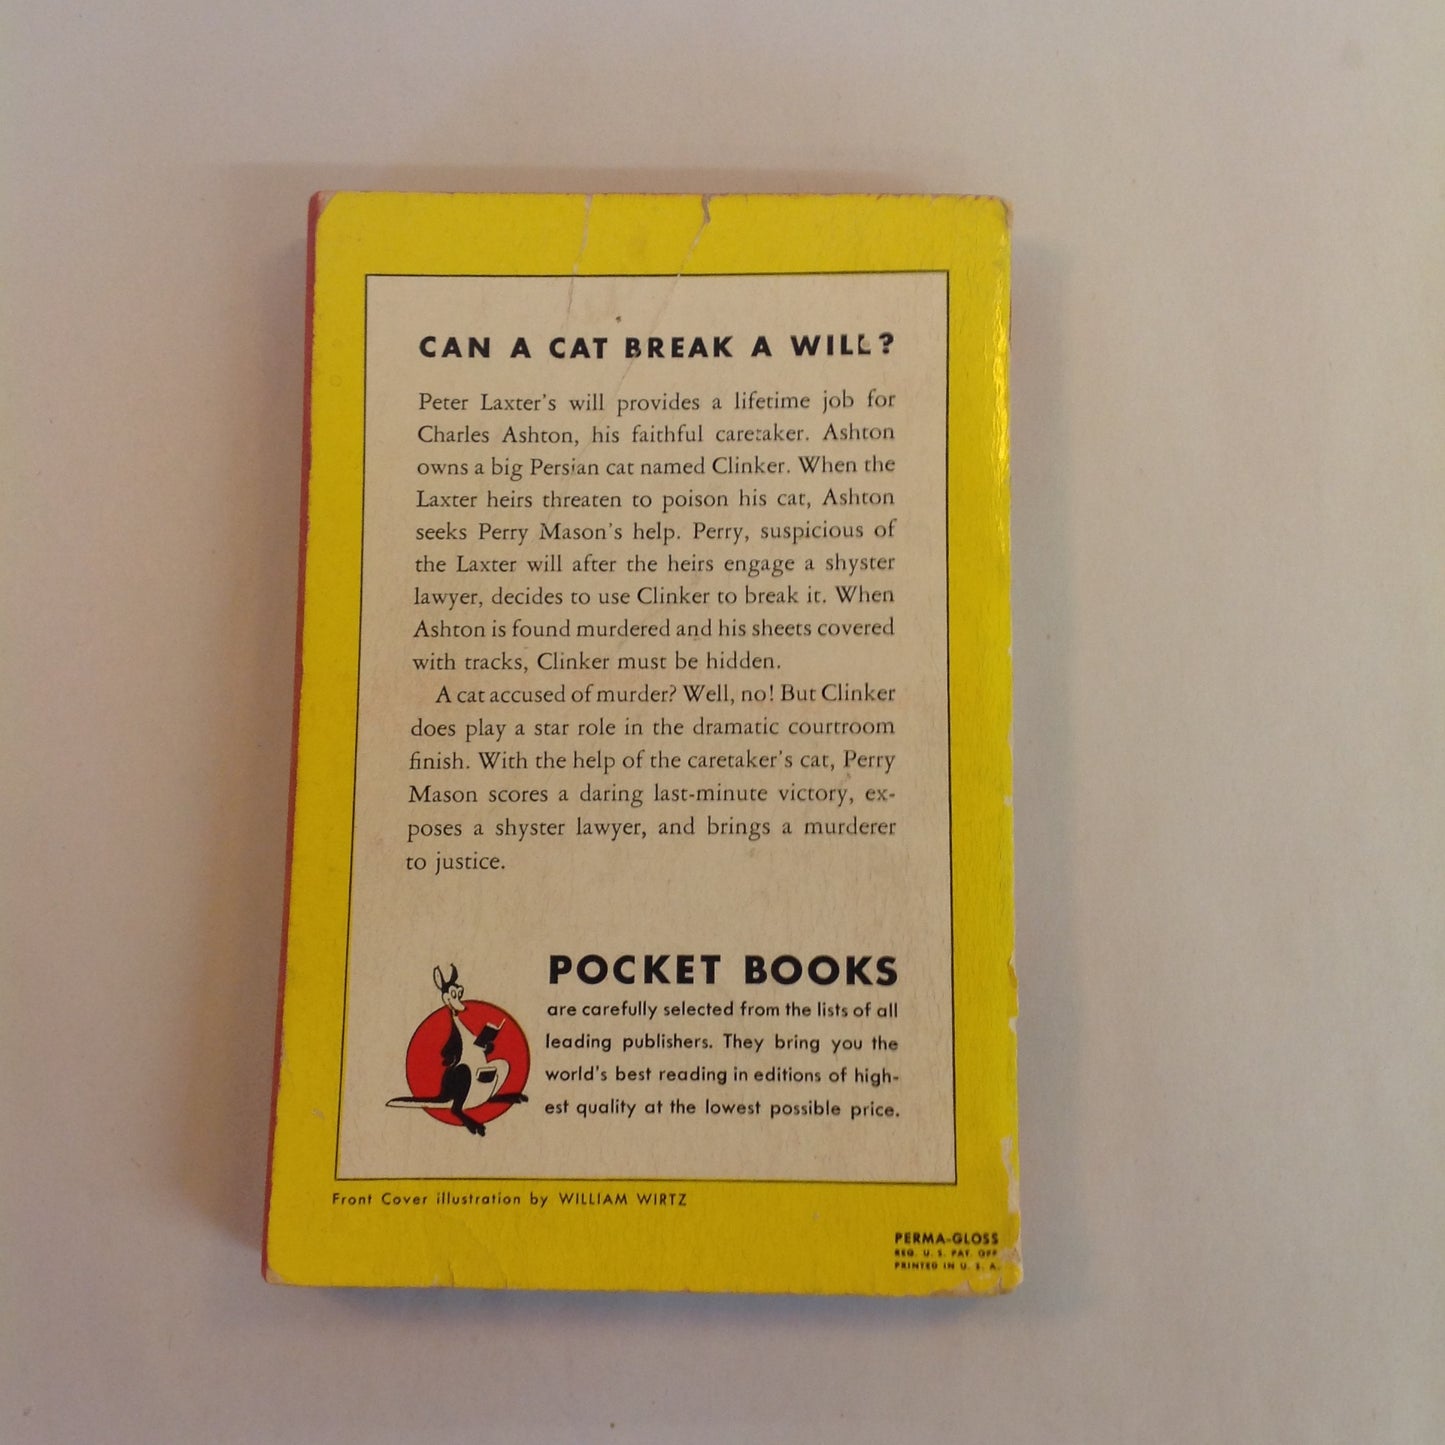 CAN A CAT BREAK A WILL?
Peter Laxter's will provides a lifetime job for
Charles Ashton, his faithful caretaker. Ashton
owns a big Persian cat named Clinker. When the
Laxter heirs threaten to poison his cat, Ashton
seeks Perry Mason's help. Perry, suspicious of
the Laxter will after the heirs engage a shyster
lawyer, decides to use Clinker to break it. When
Ashton is found murdered and his sheets covered
with tracks, Clinker must be hidden.
A cat accused of murder? Well, no! But Clinker
does play a star role in the dramatic courtroom
finish. With the help of the caretaker's cat, Perry
Mason scores a daring last-minute victory, ex-
poses a shyster lawyer, and brings a murderer
to justice.
POCKET BOOKS
are carefully selected from the lists of all
leading publishers. They bring you the
world's best reading in editions of high-
est quality at the lowest possible price.
Front Cover illustration by WILLIAM WIRTZ
PERMA-GLOSS
REG. U. S. PAT. OFF.
PRINTED IN U. S. A.